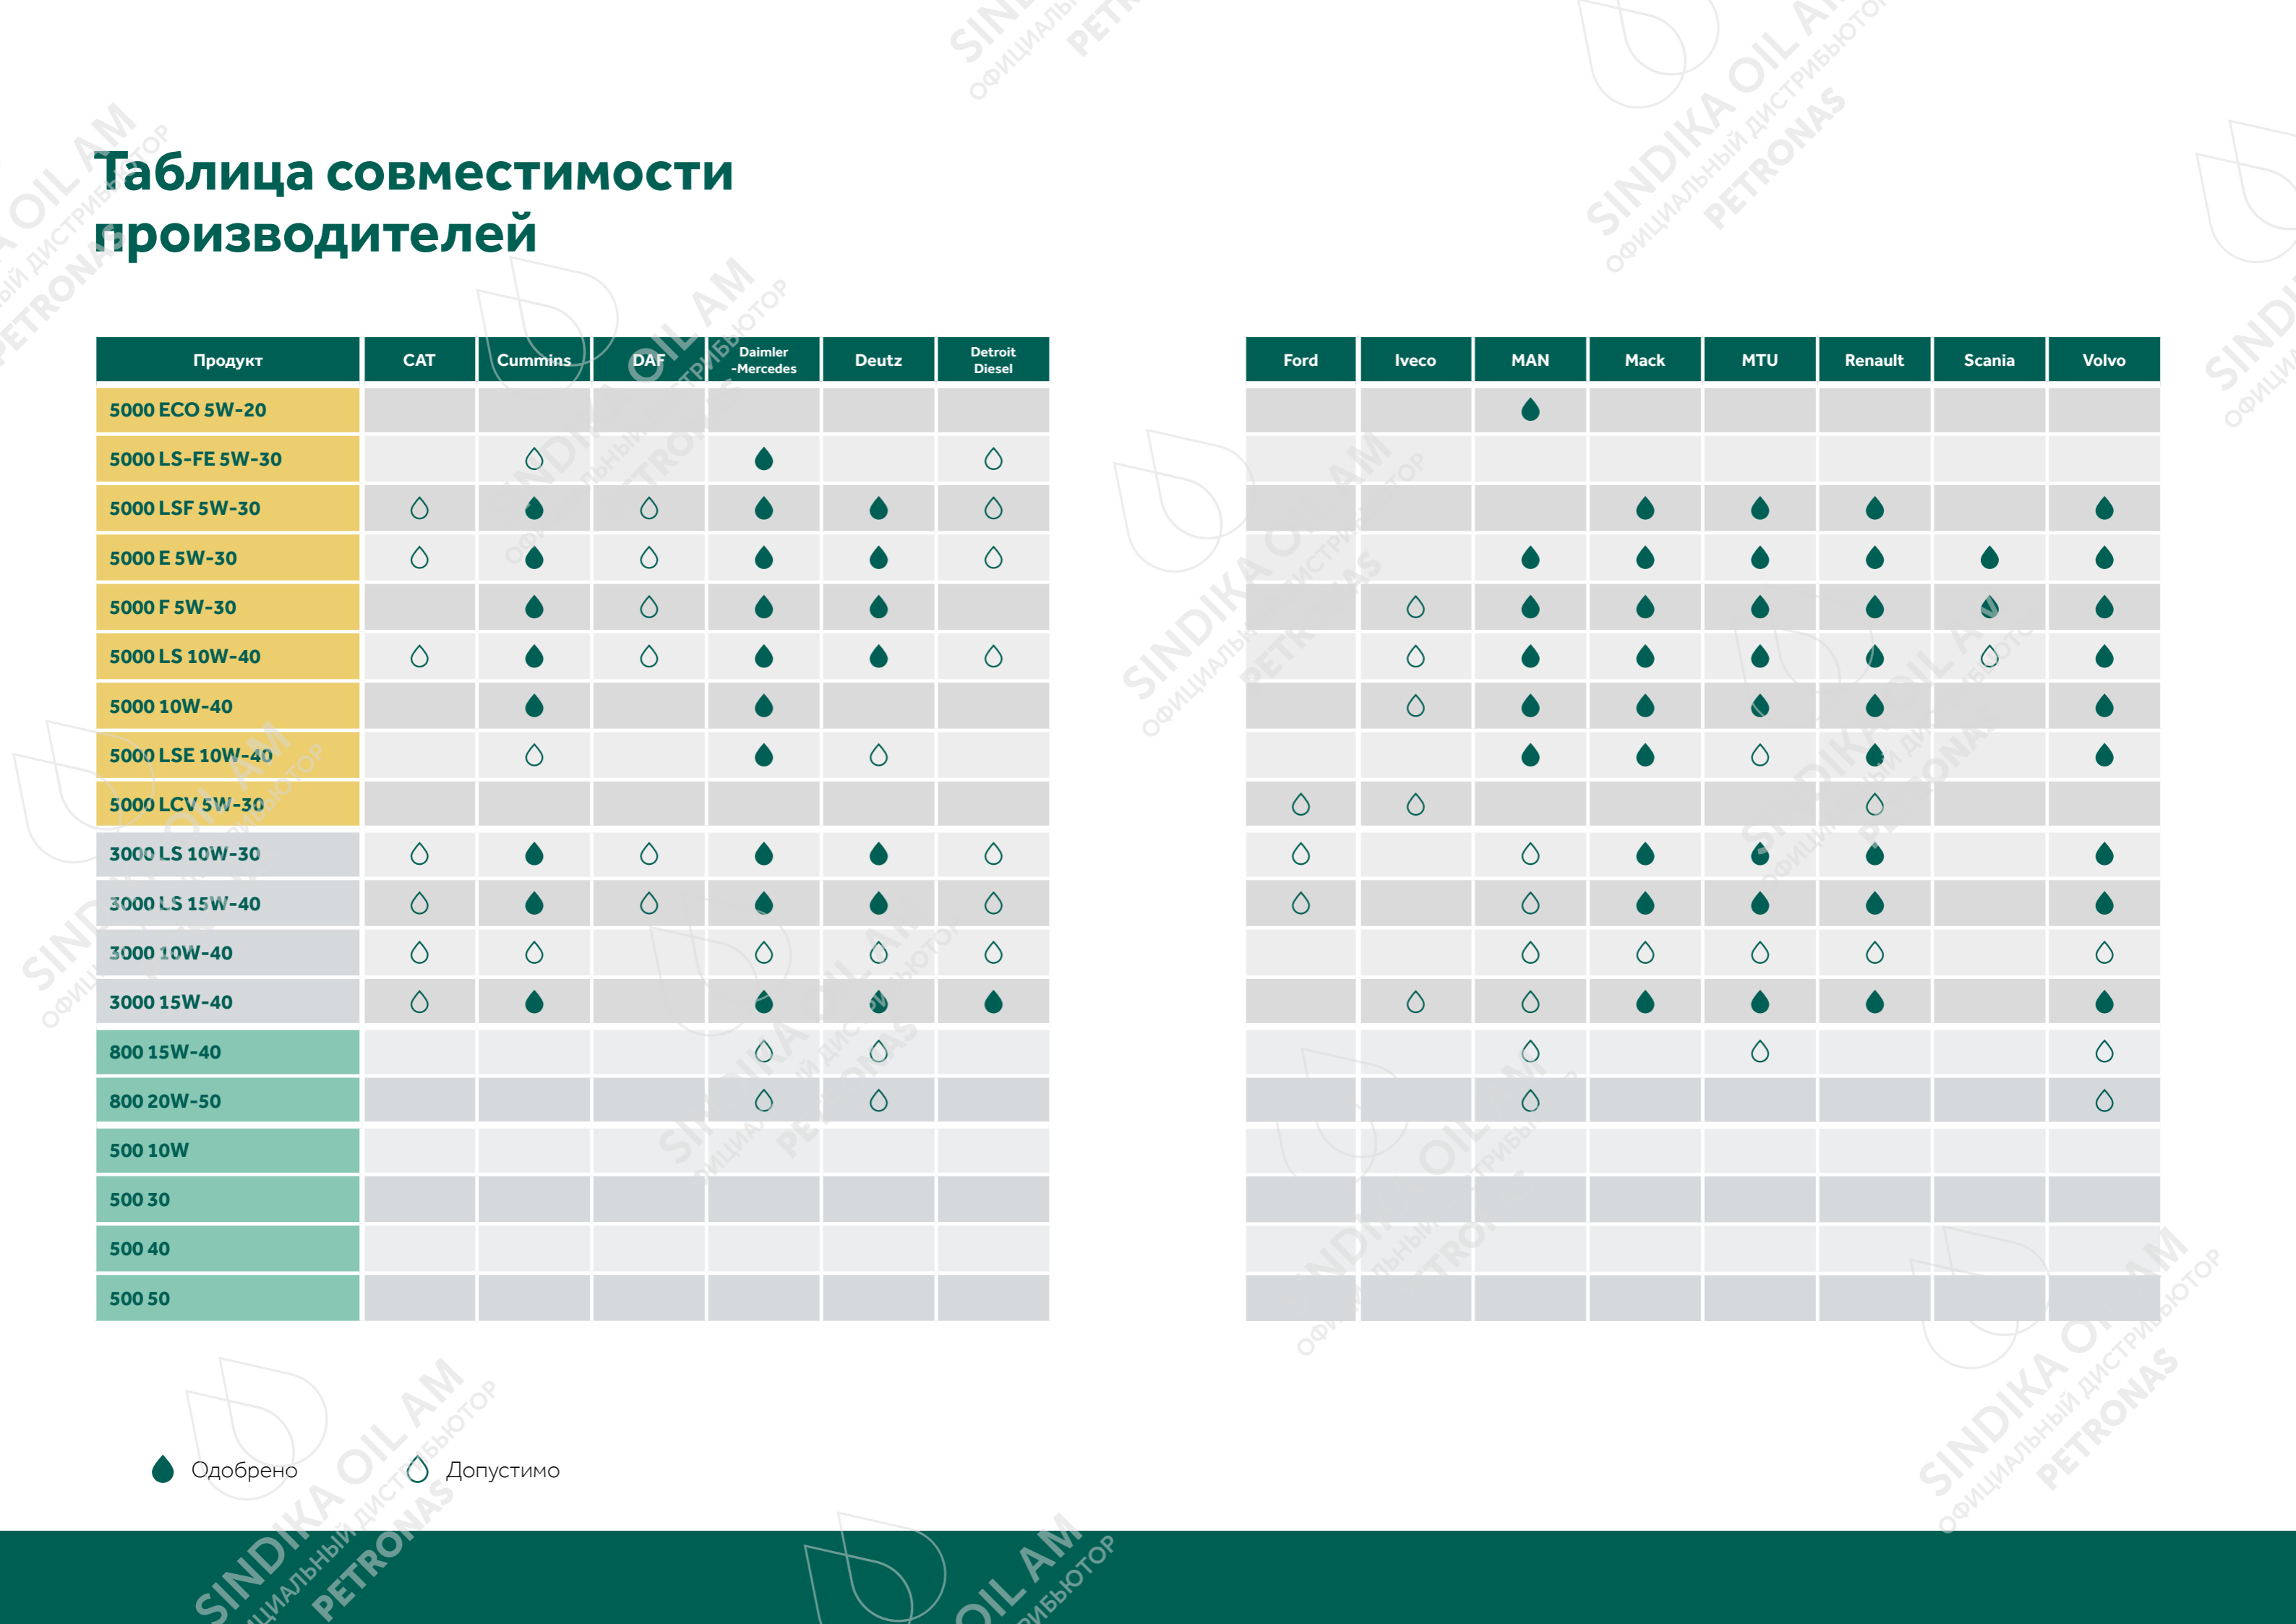 Таблица совместимости
производителей
Продукт CAT Cummins DAF Daimler -Mercedes Deutz Detroit Diesel Ford Iveco MAN Mack MTU Renault Scania Volvo
5000 ECO 5W-20
5000 LS-FE 5W-30
5000 LSF 5W-30
5000 E 5W-30
5000 F 5W-30
5000 LS 10W-40
5000 10W-40
5000 LSE 10W-40
5000 LCV 5W-30
3000 LS 10W-30
3000 LS 15W-40
3000 10W-40
3000 15W-40
800 15W-40
800 20W-50
500 10W
500 30
500 40
500 50
Одобрено Допустимо
SINDIKA OIL AM
ОФИЦИАЛЬНЫЙ ДИСТРИБЬЮТОР
PETRONAS